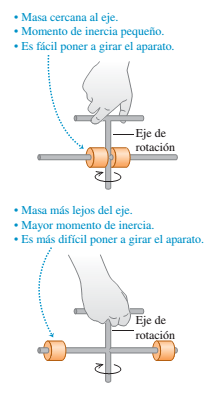 • Masa cercana al eje.
• Momento de inercia pequeño.
• Es fácil poner a girar el aparato.
Eje de
rotación
• Masa más lejos del eje.
• Mayor momento de inercia.
• Es más difícil poner a girar el aparato.
Eje de
rotación